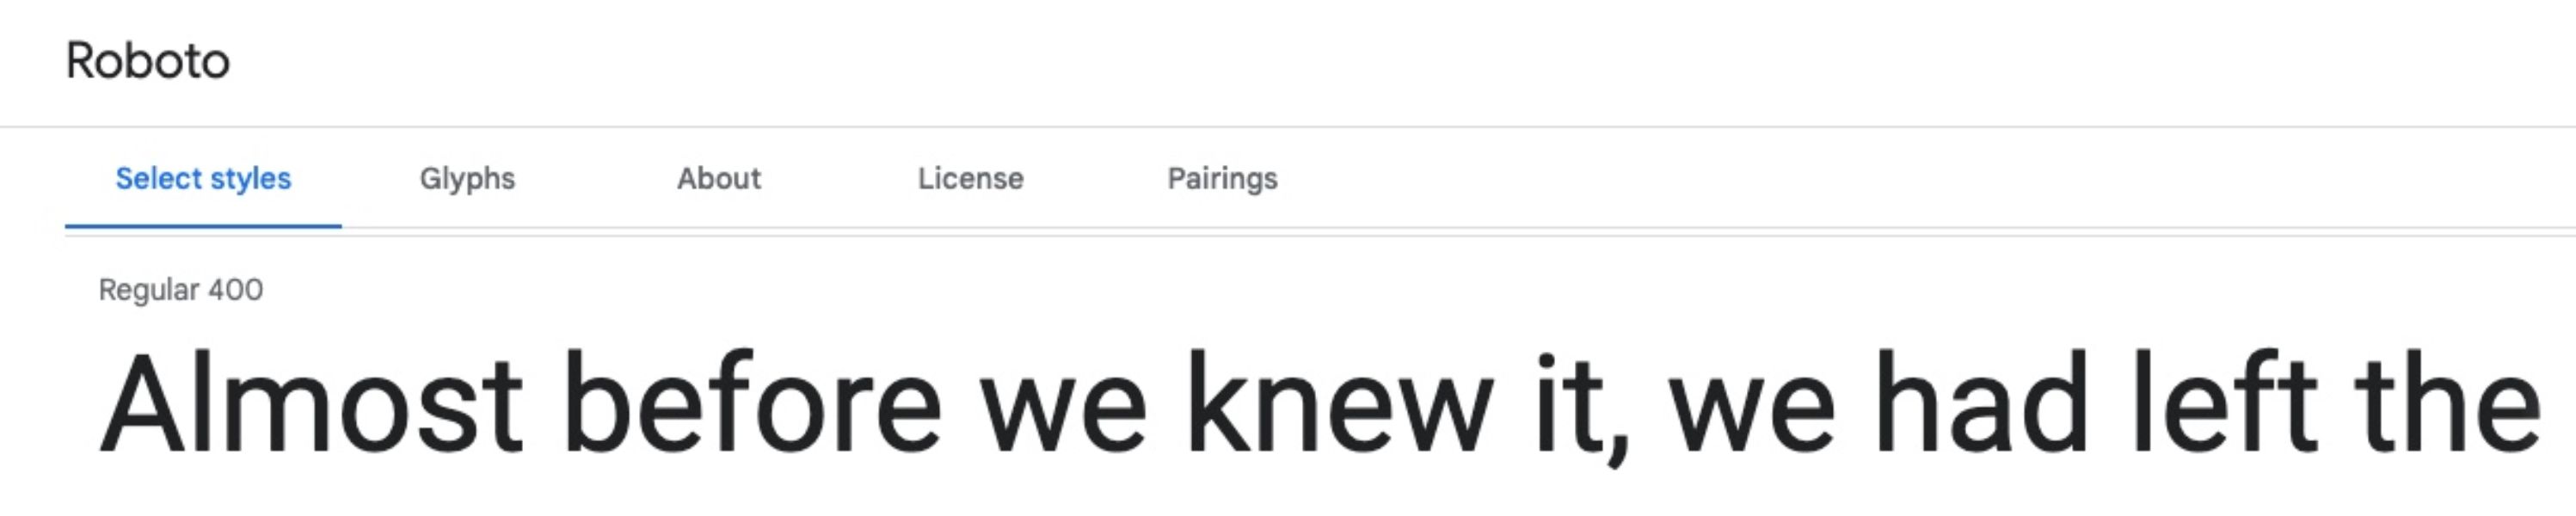 Roboto
Select styles Glyphs About License Pairings
Regular 400
Almost before we knew it, we had left the